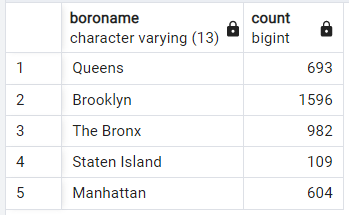 boroname count
character varying (13) bigint
1 Queens 693
2 Brooklyn 1596
3 The Bronx 982
4 Staten Island 109
5 Manhattan 604